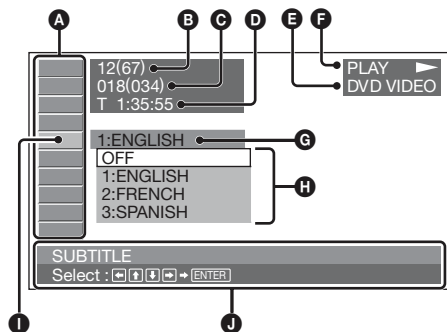 A B C D E F
12(67)
018(034)
T 1:35:55
PLAY
DVD VIDEO
1:ENGLISH G
OFF
1:ENGLISH
2:FRENCH
3:SPANISH
H
SUBTITLE
Select : ENTER
I J